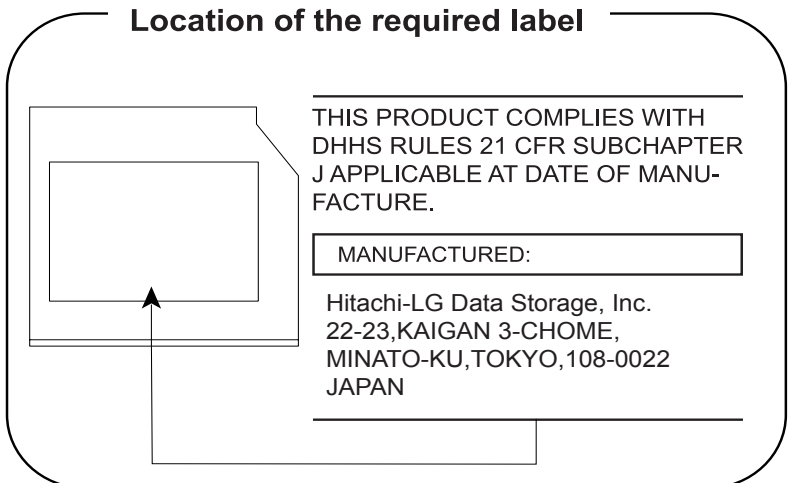 Location of the required label
THIS PRODUCT COMPLIES WITH
DHHS RULES 21 CFR SUBCHAPTER
J APPLICABLE AT DATE OF MANU-
FACTURE.
MANUFACTURED:
Hitachi-LG Data Storage, Inc.
22-23,KAIGAN 3-CHOME,
MINATO-KU,TOKYO,108-0022
JAPAN